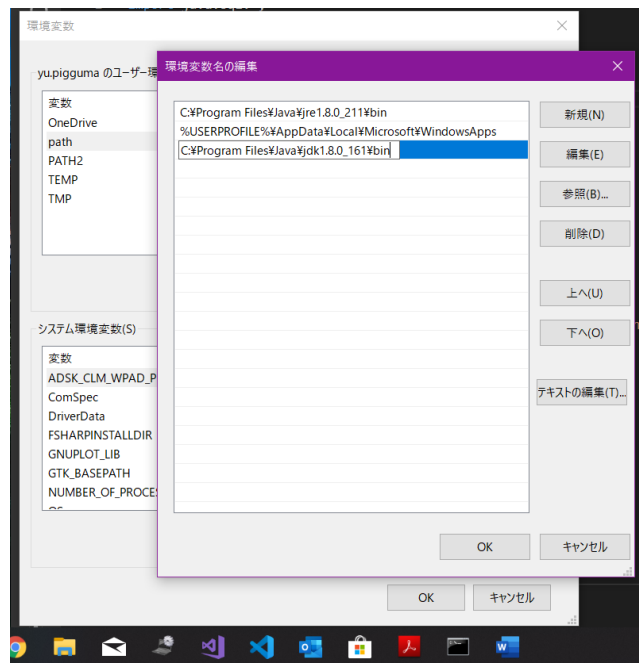 環境変数
yu.pigguma のユーザー環
変数
OneDrive
path
PATH2
TEMP
TMP
システム環境変数(S)
変数
ADSK_CLM_WPAD_P
ComSpec
DriverData
FSHARPINSTALLDIR
GNUPLOT_LIB
GTK_BASEPATH
NUMBER_OF_PROCE
OK
キャンセル
環境変数名の編集
C:¥Program Files¥Java¥jre1.8.0_211¥bin
%USERPROFILE%¥AppData¥Local¥Microsoft¥WindowsApps
C:¥Program Files¥Java¥jdk1.8.0_161¥bin
新規(N)
編集(E)
参照(B)...
削除(D)
上へ(U)
下へ(O)
テキストの編集(T)...
OK
キャンセル